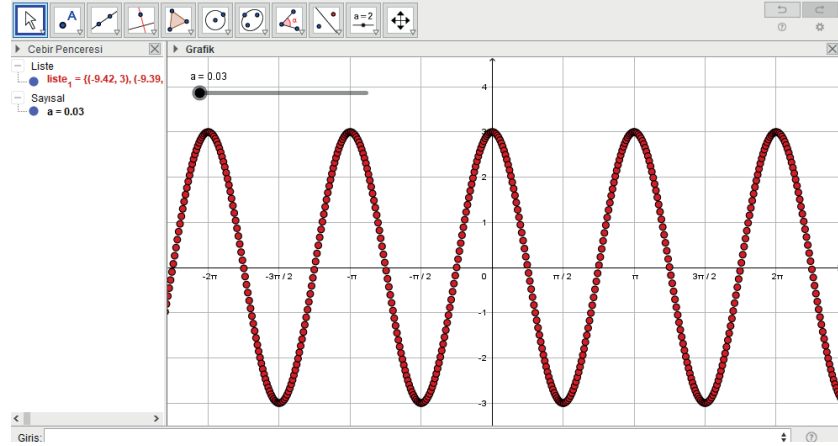 A
α
a=2
Cebir Penceresi
Grafik
Liste
liste1 = {(-9.42, 3), (-9.39,
Sayısal
a = 0.03
a = 0.03
4
3
2
1
-2π -3π / 2 -π -π / 2 0 π / 2 π 3π / 2 2π
-1
-2
-3
Giriş: